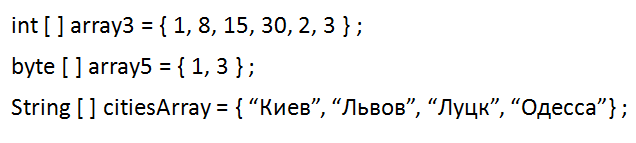 int [ ] array3 = { 1, 8, 15, 30, 2, 3 } ;
byte [ ] array5 = { 1, 3 } ;
String [ ] citiesArray = { “Киев”, “Львов”, “Луцк”, “Одесса”} ;